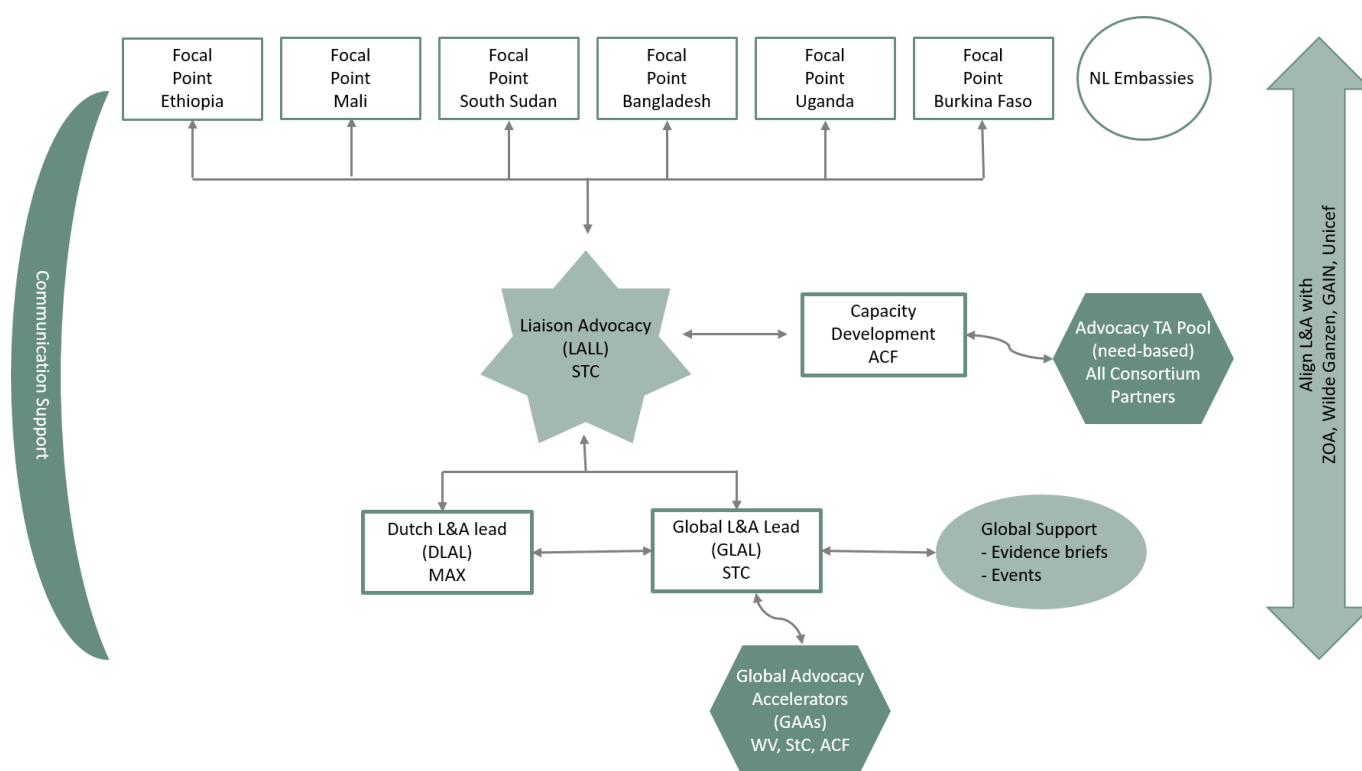 Focal
Point
Ethiopia
Focal
Point
Mali
Focal
Point
South Sudan
Focal
Point
Bangladesh
Focal
Point
Uganda
Focal
Point
Burkina Faso
NL Embassies
Communication Support
Align L&A with
ZOA, Wilde Ganzen, GAIN, Unicef
Liaison Advocacy
(LALL)
STC
Capacity
Development
ACF
Advocacy TA Pool
(need-based)
All Consortium
Partners
Dutch L&A lead
(DLAL)
MAX
Global L&A Lead
(GLAL)
STC
Global Support
- Evidence briefs
- Events
Global Advocacy
Accelerators
(GAAs)
WV, StC, ACF